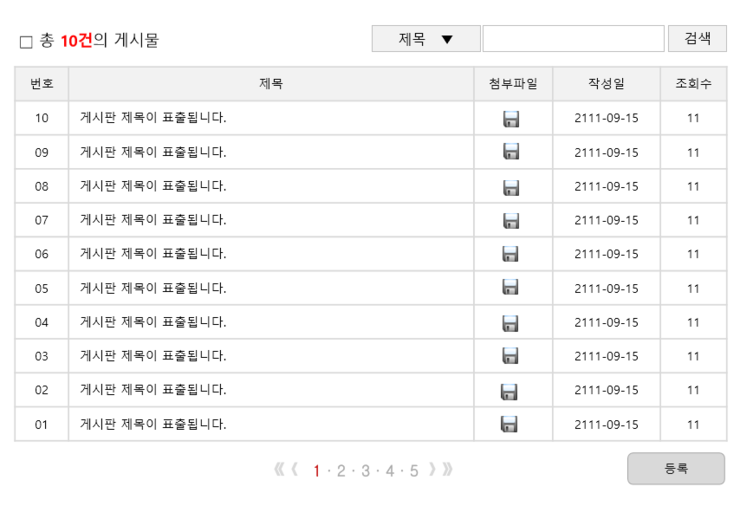 총 10건의 게시물
제목 ▼ 검색
번호 제목 첨부파일 작성일 조회수
10 게시판 제목이 표출됩니다. 2111-09-15 11
09 게시판 제목이 표출됩니다. 2111-09-15 11
08 게시판 제목이 표출됩니다. 2111-09-15 11
07 게시판 제목이 표출됩니다. 2111-09-15 11
06 게시판 제목이 표출됩니다. 2111-09-15 11
05 게시판 제목이 표출됩니다. 2111-09-15 11
04 게시판 제목이 표출됩니다. 2111-09-15 11
03 게시판 제목이 표출됩니다. 2111-09-15 11
02 게시판 제목이 표출됩니다. 2111-09-15 11
01 게시판 제목이 표출됩니다. 2111-09-15 11
《 〈 1 · 2 · 3 · 4 · 5 〉 》 등록